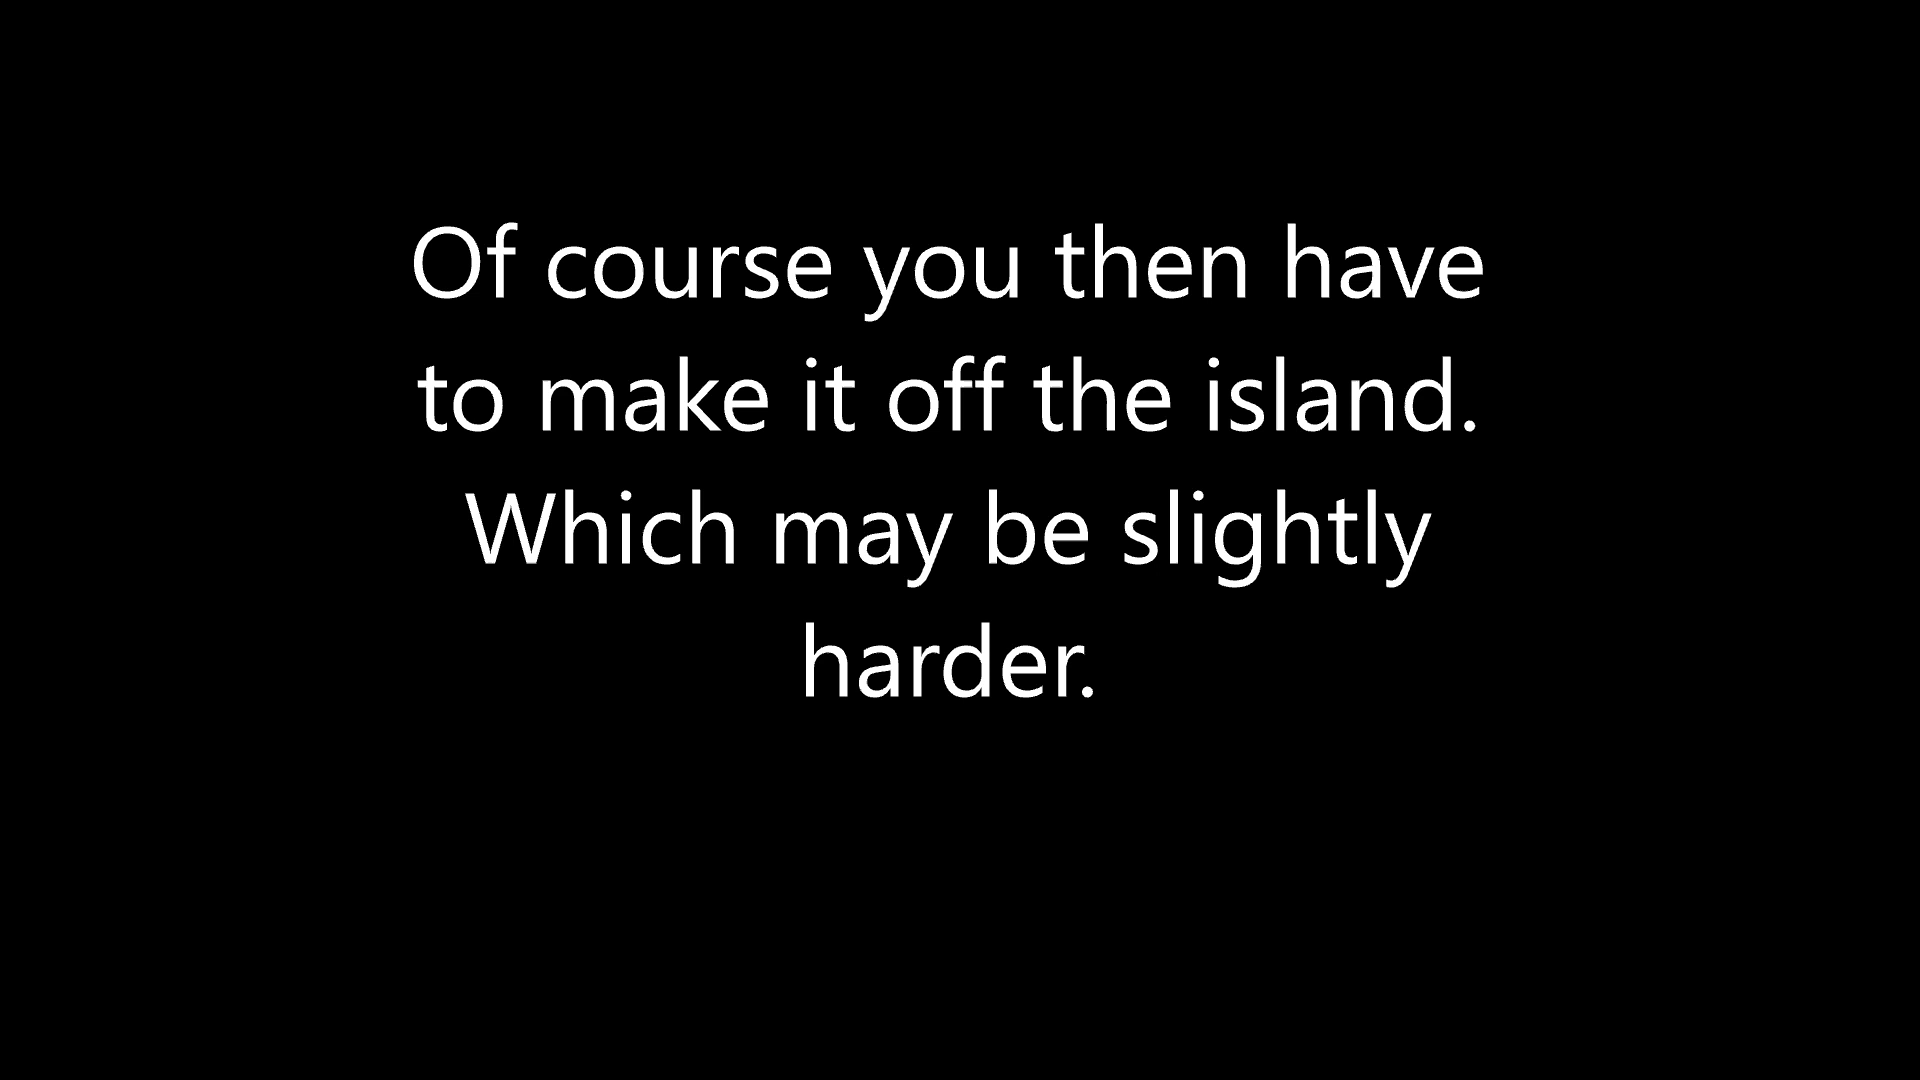 Of course you then have
to make it off the island.
Which may be slightly
harder.